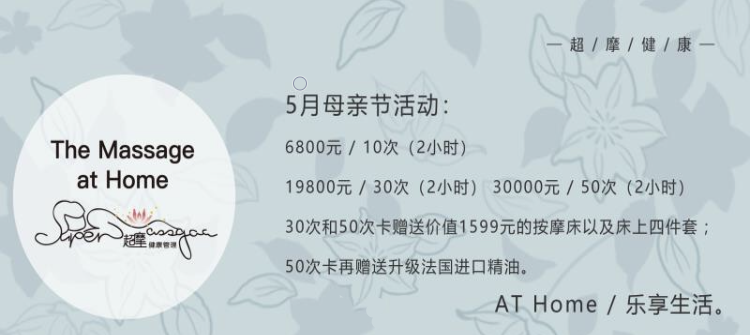 — 超 / 摩 / 健 / 康 —
5月母亲节活动：
6800元 / 10次（2小时）
19800元 / 30次（2小时） 30000元 / 50次（2小时）
30次和50次卡赠送价值1599元的按摩床以及床上四件套；
50次卡再赠送升级法国进口精油。
AT Home / 乐享生活。
The Massage
at Home
SuperMassgaa
超摩
健康管理